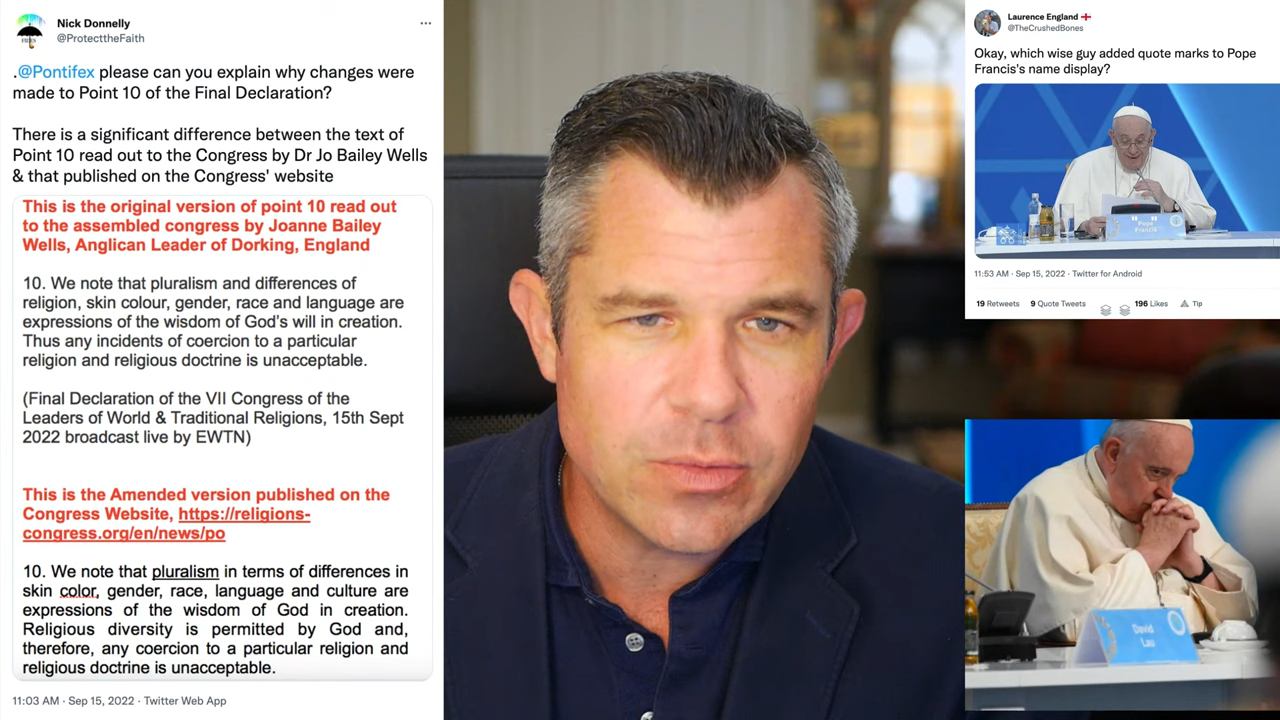 Nick Donnelly
@ProtecttheFaith
.@Pontifex please can you explain why changes were
made to Point 10 of the Final Declaration?
There is a significant difference between the text of
Point 10 read out to the Congress by Dr Jo Bailey Wells
& that published on the Congress' website
This is the original version of point 10 read out
to the assembled congress by Joanne Bailey
Wells, Anglican Leader of Dorking, England
10. We note that pluralism and differences of
religion, skin colour, gender, race and language are
expressions of the wisdom of God's will in creation.
Thus any incidents of coercion to a particular
religion and religious doctrine is unacceptable.
(Final Declaration of the VII Congress of the
Leaders of World & Traditional Religions, 15th Sept
2022 broadcast live by EWTN)
This is the Amended version published on the
Congress Website, https://religions-
congress.org/en/news/po
10. We note that pluralism in terms of differences in
skin color, gender, race, language and culture are
expressions of the wisdom of God in creation.
Religious diversity is permitted by God and,
therefore, any coercion to a particular religion and
religious doctrine is unacceptable.
11:03 AM · Sep 15, 2022 · Twitter Web App
Laurence England
@TheCrushedBones
Okay, which wise guy added quote marks to Pope
Francis's name display?
"Pope
Francis"
11:53 AM · Sep 15, 2022 · Twitter for Android
19 Retweets 9 Quote Tweets 196 Likes Tip
David
Lau